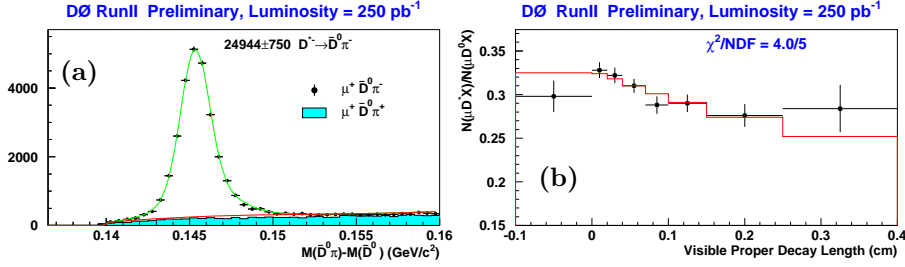 DØ RunII Preliminary, Luminosity = 250 pb⁻¹
24944±750 D*⁻→D̄⁰π⁻
(a)
μ⁺ D̄⁰π⁻
μ⁺ D̄⁰π⁺
4000
2000
0
0.14
0.145
0.15
0.155
0.16
M(D̄⁰π)-M(D̄⁰) (GeV/c²)
DØ RunII Preliminary, Luminosity = 250 pb⁻¹
χ²/NDF = 4.0/5
N(μD*X)/N(μD⁰X)
0.35
0.3
0.25
0.2
0.15
(b)
-0.1
0
0.1
0.2
0.3
0.4
Visible Proper Decay Length (cm)